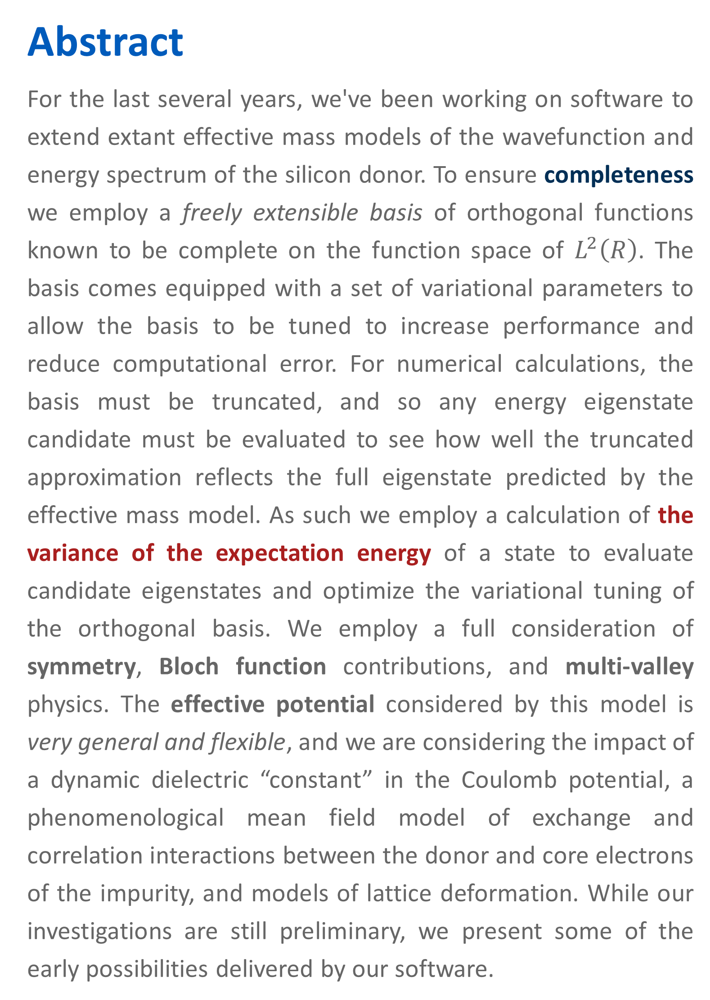 Abstract
For the last several years, we've been working on software to
extend extant effective mass models of the wavefunction and
energy spectrum of the silicon donor. To ensure completeness
we employ a freely extensible basis of orthogonal functions
known to be complete on the function space of L²(R). The
basis comes equipped with a set of variational parameters to
allow the basis to be tuned to increase performance and
reduce computational error. For numerical calculations, the
basis must be truncated, and so any energy eigenstate
candidate must be evaluated to see how well the truncated
approximation reflects the full eigenstate predicted by the
effective mass model. As such we employ a calculation of the
variance of the expectation energy of a state to evaluate
candidate eigenstates and optimize the variational tuning of
the orthogonal basis. We employ a full consideration of
symmetry, Bloch function contributions, and multi-valley
physics. The effective potential considered by this model is
very general and flexible, and we are considering the impact of
a dynamic dielectric “constant” in the Coulomb potential, a
phenomenological mean field model of exchange and
correlation interactions between the donor and core electrons
of the impurity, and models of lattice deformation. While our
investigations are still preliminary, we present some of the
early possibilities delivered by our software.